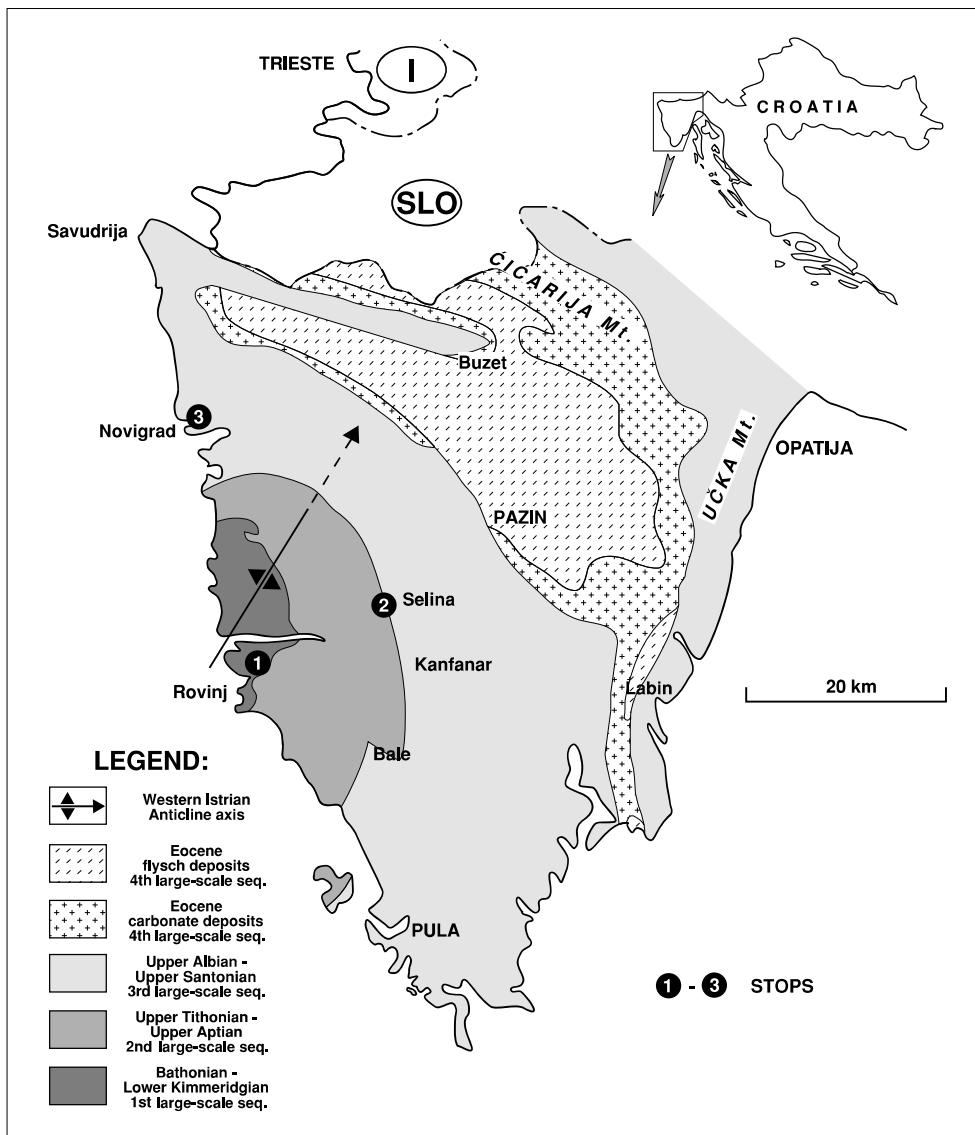 TRIESTE
I
CROATIA
SLO
Savudrija
ĆIĆARIJA Mt.
Buzet
3
Novigrad
UČKA Mt.
OPATIJA
PAZIN
2
Selina
1
Kanfanar
Rovinj
Labin
20 km
Bale
PULA
LEGEND:
Western Istrian
Anticline axis
Eocene
flysch deposits
4th large-scale seq.
Eocene
carbonate deposits
4th large-scale seq.
Upper Albian -
Upper Santonian
3rd large-scale seq.
Upper Tithonian -
Upper Aptian
2nd large-scale seq.
Bathonian -
Lower Kimmeridgian
1st large-scale seq.
1 - 3 STOPS